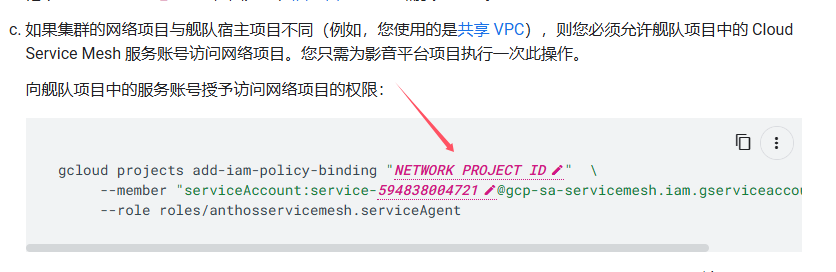 c. 如果集群的网络项目与舰队宿主项目不同（例如，您使用的是共享 VPC），则您必须允许舰队项目中的 Cloud
Service Mesh 服务账号访问网络项目。您只需为影音平台项目执行一次此操作。
向舰队项目中的服务账号授予访问网络项目的权限：
gcloud projects add-iam-policy-binding "NETWORK PROJECT ID" \
--member "serviceAccount:service-594838004721@gcp-sa-servicemesh.iam.gserviceaccou
--role roles/anthosservicemesh.serviceAgent